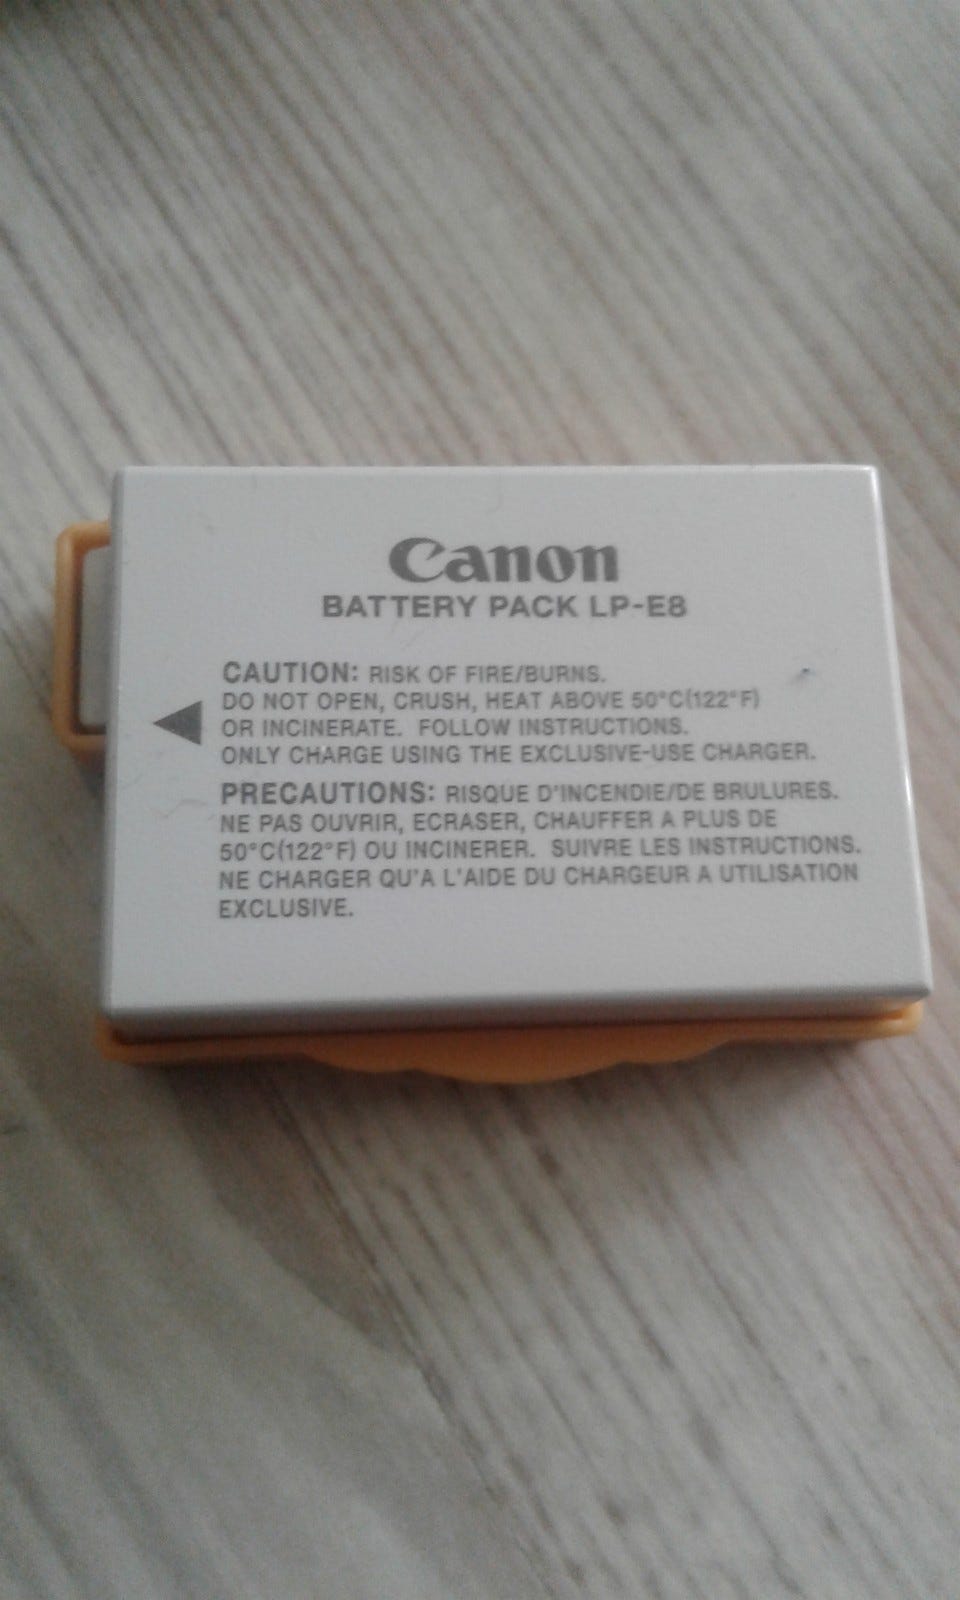 Canon
BATTERY PACK LP-E8
CAUTION: RISK OF FIRE/BURNS.
DO NOT OPEN, CRUSH, HEAT ABOVE 50°C(122°F)
OR INCINERATE. FOLLOW INSTRUCTIONS.
ONLY CHARGE USING THE EXCLUSIVE-USE CHARGER.
PRECAUTIONS: RISQUE D'INCENDIE/DE BRULURES.
NE PAS OUVRIR, ECRASER, CHAUFFER A PLUS DE
50°C(122°F) OU INCINERER. SUIVRE LES INSTRUCTIONS.
NE CHARGER QU'A L'AIDE DU CHARGEUR A UTILISATION
EXCLUSIVE.